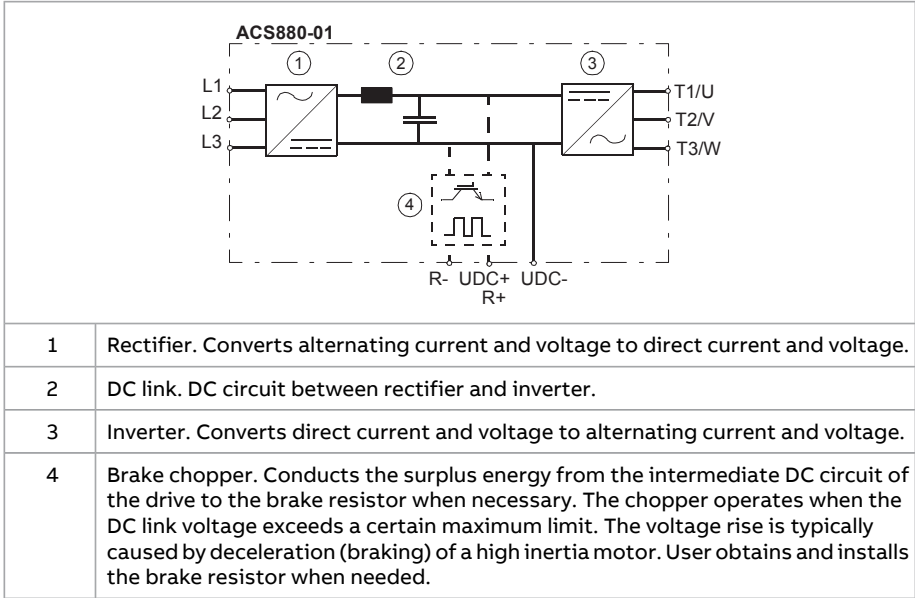 ACS880-01
1 2 3
L1 T1/U
L2 T2/V
L3 T3/W
4
R- UDC+ UDC-
R+
1 Rectifier. Converts alternating current and voltage to direct current and voltage.
2 DC link. DC circuit between rectifier and inverter.
3 Inverter. Converts direct current and voltage to alternating current and voltage.
4 Brake chopper. Conducts the surplus energy from the intermediate DC circuit of
the drive to the brake resistor when necessary. The chopper operates when the
DC link voltage exceeds a certain maximum limit. The voltage rise is typically
caused by deceleration (braking) of a high inertia motor. User obtains and installs
the brake resistor when needed.